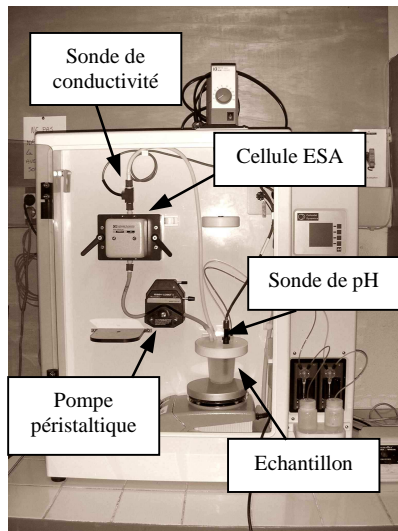 Sonde de
conductivité
Cellule ESA
Sonde de pH
Pompe
péristaltique
Echantillon